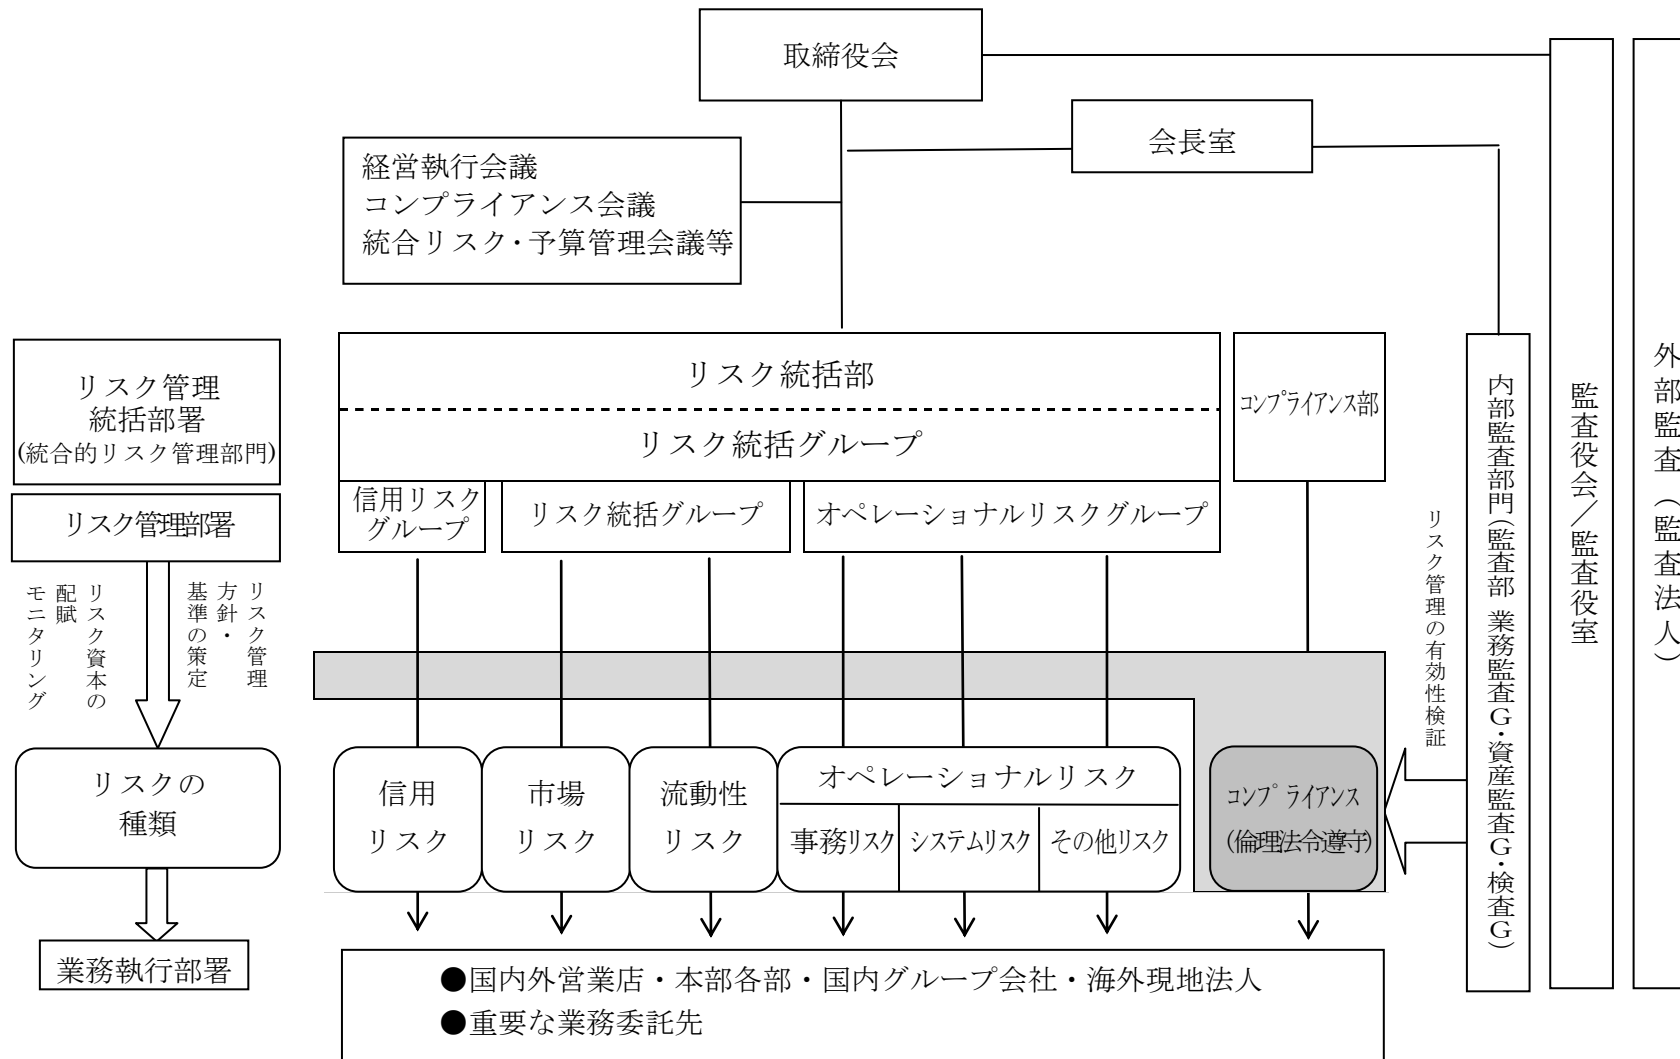 取締役会
会長室
経営執行会議
コンプライアンス会議
統合リスク・予算管理会議等
リスク管理
統括部署
(統合的リスク管理部門)
リスク統括部
リスク統括グループ
コンプライアンス部
リスク管理部署
信用リスク
グループ
リスク統括グループ
オペレーショナルリスクグループ
リスク管理
方針・
基準の策定
リスク資本の
配賦
モニタリング
リスクの
種類
信用
リスク
市場
リスク
流動性
リスク
オペレーショナルリスク
事務リスク
システムリスク
その他リスク
コンプライアンス
(倫理法令遵守)
リスク管理の有効性検証
内部監査部門(監査部 業務監査G・資産監査G・検査G)
監査役会/監査役室
外部監査(監査法人)
業務執行部署
●国内外営業店・本部各部・国内グループ会社・海外現地法人
●重要な業務委託先